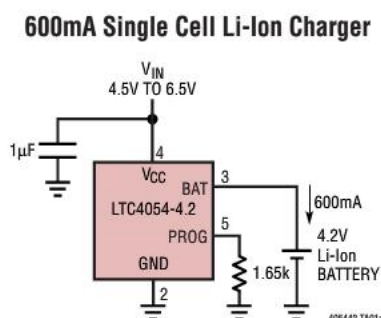 600mA Single Cell Li-Ion Charger
VIN
4.5V TO 6.5V
1μF
4
VCC
BAT
3
LTC4054-4.2
600mA
PROG
5
4.2V
Li-Ion
BATTERY
GND
1.65k
2